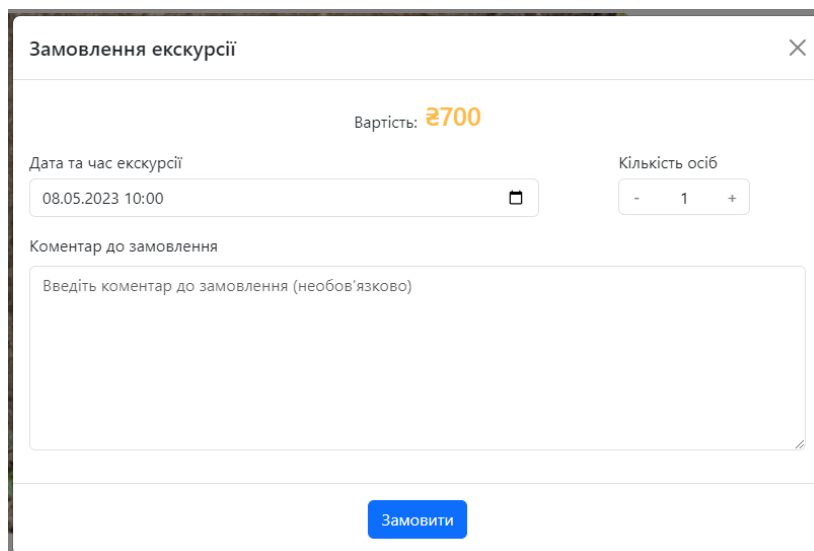 Замовлення екскурсії
Вартість: ₴700
Дата та час екскурсії
Кількість осіб
08.05.2023 10:00
- 1 +
Коментар до замовлення
Введіть коментар до замовлення (необов'язково)
Замовити